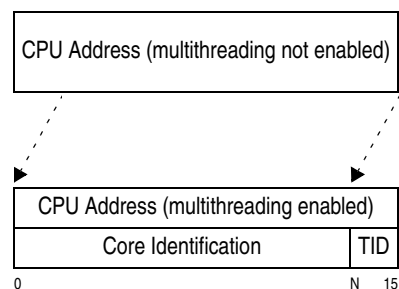 CPU Address (multithreading not enabled)
CPU Address (multithreading enabled)
Core Identification TID
0 N 15